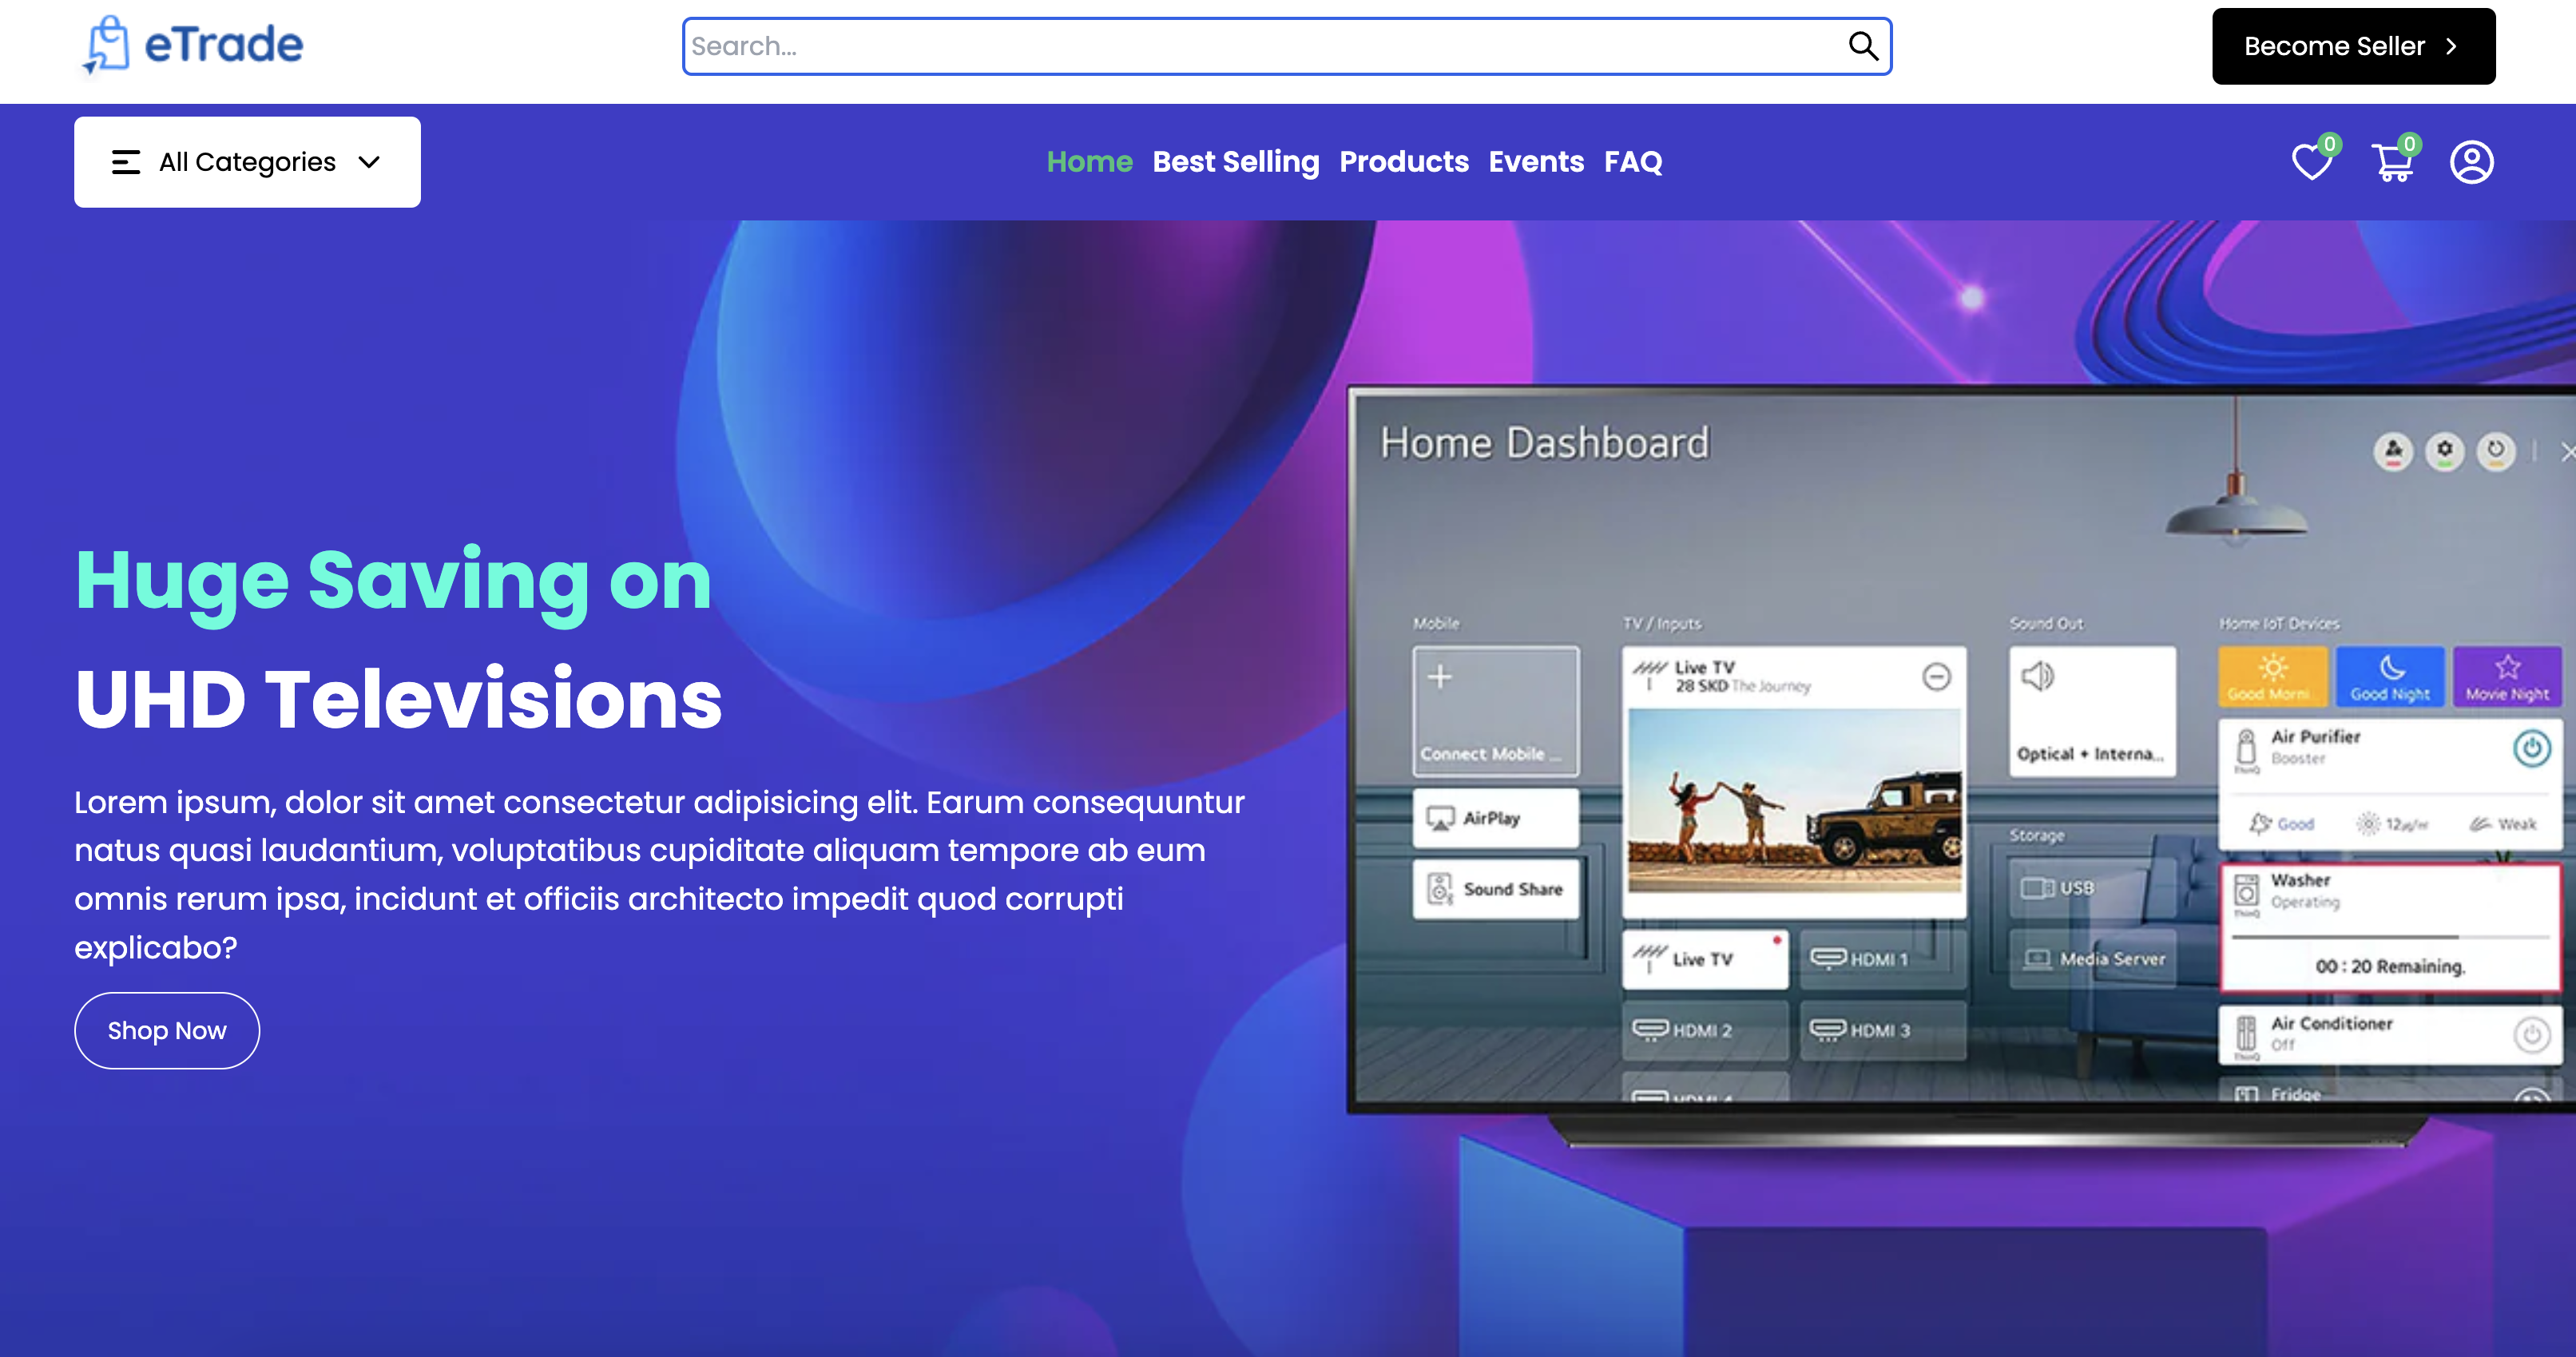 eTrade
Search...
Become Seller
All Categories
Home Best Selling Products Events FAQ
0
0
Huge Saving on
UHD Televisions
Lorem ipsum, dolor sit amet consectetur adipisicing elit. Earum consequuntur
natus quasi laudantium, voluptatibus cupiditate aliquam tempore ab eum
omnis rerum ipsa, incidunt et officiis architecto impedit quod corrupti
explicabo?
Shop Now
Home Dashboard
Mobile
Connect Mobile ...
AirPlay
Sound Share
TV / Inputs
Live TV
28 SKD The Journey
Live TV
HDMI 1
HDMI 2
HDMI 3
HDMI 4
Sound Out
Optical + Interna...
Storage
USB
Media Server
Home IoT Devices
Good Morni
Good Night
Movie Night
Air Purifier
Booster
ThinQ
Good
Weak
Washer
Operating
ThinQ
00 : 20 Remaining.
Air Conditioner
Off
ThinQ
Fridge